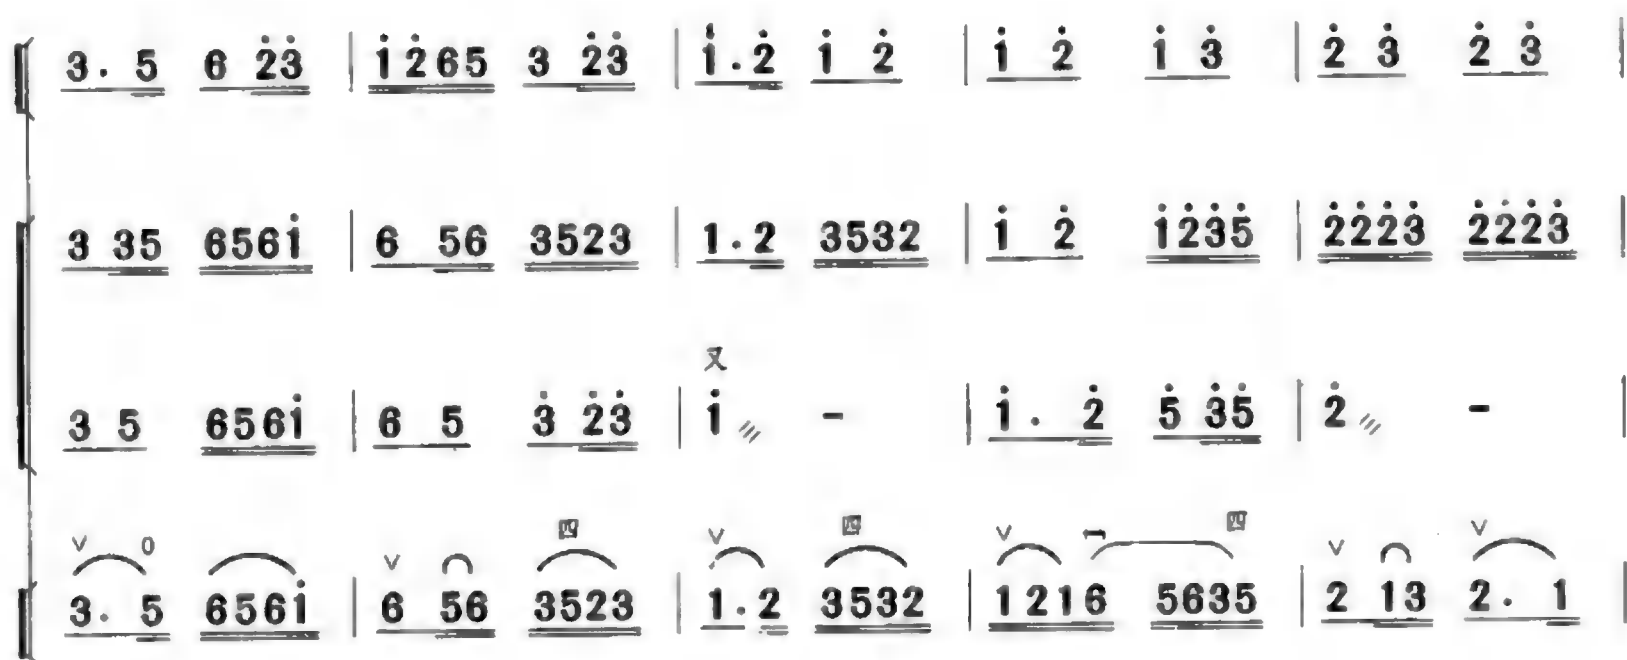 3. 5 6 2̇3̇ | 1̇2̇65 3 2̇3̇ | 1̇.2̇ 1̇ 2̇ | 1̇ 2̇ 1̇ 3̇ | 2̇ 3̇ 2̇ 3̇ |
3 35 6561̇ | 6 56 3523 | 1.2 3532 | 1̇ 2̇ 1̇2̇3̇5̇ | 2̇2̇2̇3̇ 2̇2̇2̇3̇ |
又
3 5 6561̇ | 6 5 3̇ 2̇3̇ | 1̇ - | 1̇. 2̇ 5̇ 3̇5̇ | 2̇ - |
V 0 V 四 V 四 V 四 V V
3. 5 6561̇ | 6 56 3523 | 1.2 3532 | 1216 5635 | 2 13 2. 1 |